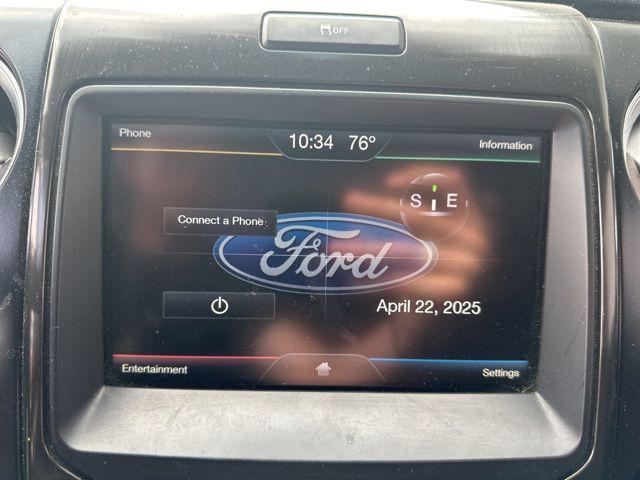 OFF
Phone
10:34 76°
Information
S E
Connect a Phone
Ford
April 22, 2025
Entertainment
Settings